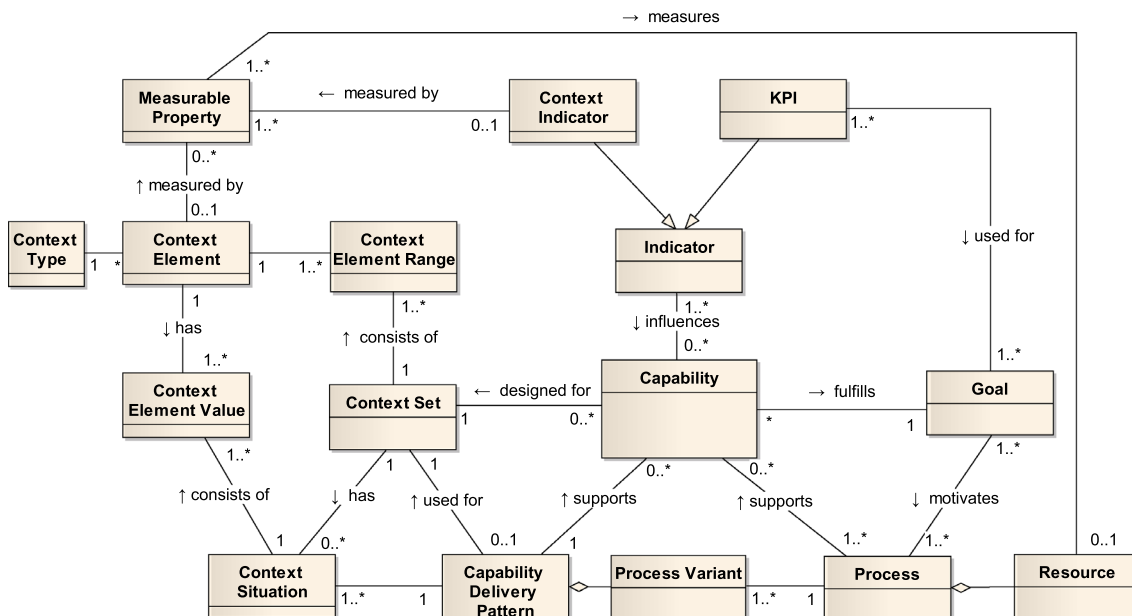 → measures
1..*
Measurable
Property
← measured by
1..*
0..1
Context
Indicator
KPI
1..*
0..*
↑ measured by
0..1
Context
Type
1
*
Context
Element
1
1..*
Context
Element Range
Indicator
↓ used for
1
↓ has
1..*
1..*
↑ consists of
1
1..*
↓ influences
0..*
1..*
Context
Element Value
Context Set
← designed for
1
0..*
Capability
→ fulfills
*
1
Goal
1..*
↑ consists of
1
1
↓ has
0..*
1
↑ used for
0..1
0..*
↑ supports
1
0..*
↑ supports
1..*
1..*
↓ motivates
1..*
0..1
Context
Situation
1..*
1
Capability
Delivery
Pattern
Process Variant
1..*
1
Process
Resource